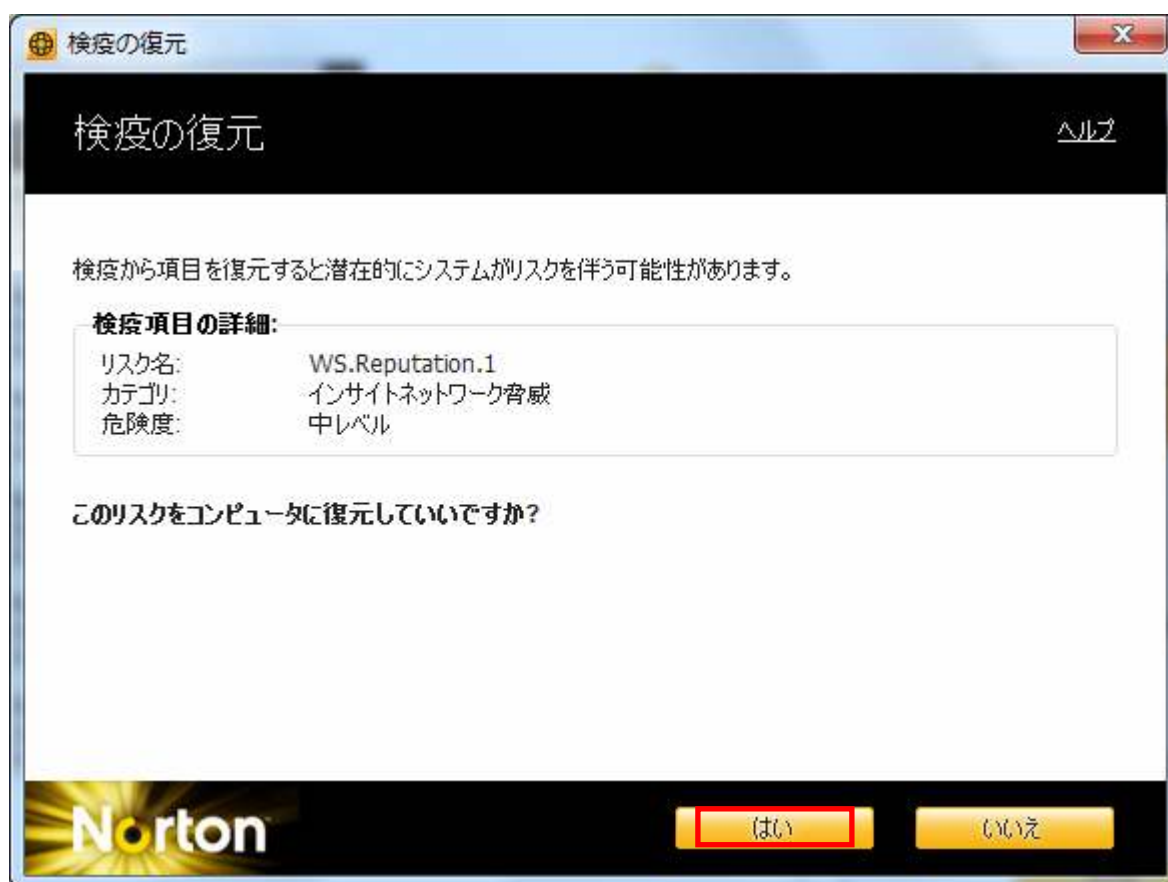 検疫の復元
検疫の復元
ヘルプ
検疫から項目を復元すると潜在的にシステムがリスクを伴う可能性があります。
検疫項目の詳細:
リスク名: WS.Reputation.1
カテゴリ: インサイトネットワーク脅威
危険度: 中レベル
このリスクをコンピュータに復元していいですか?
Norton
はい いいえ